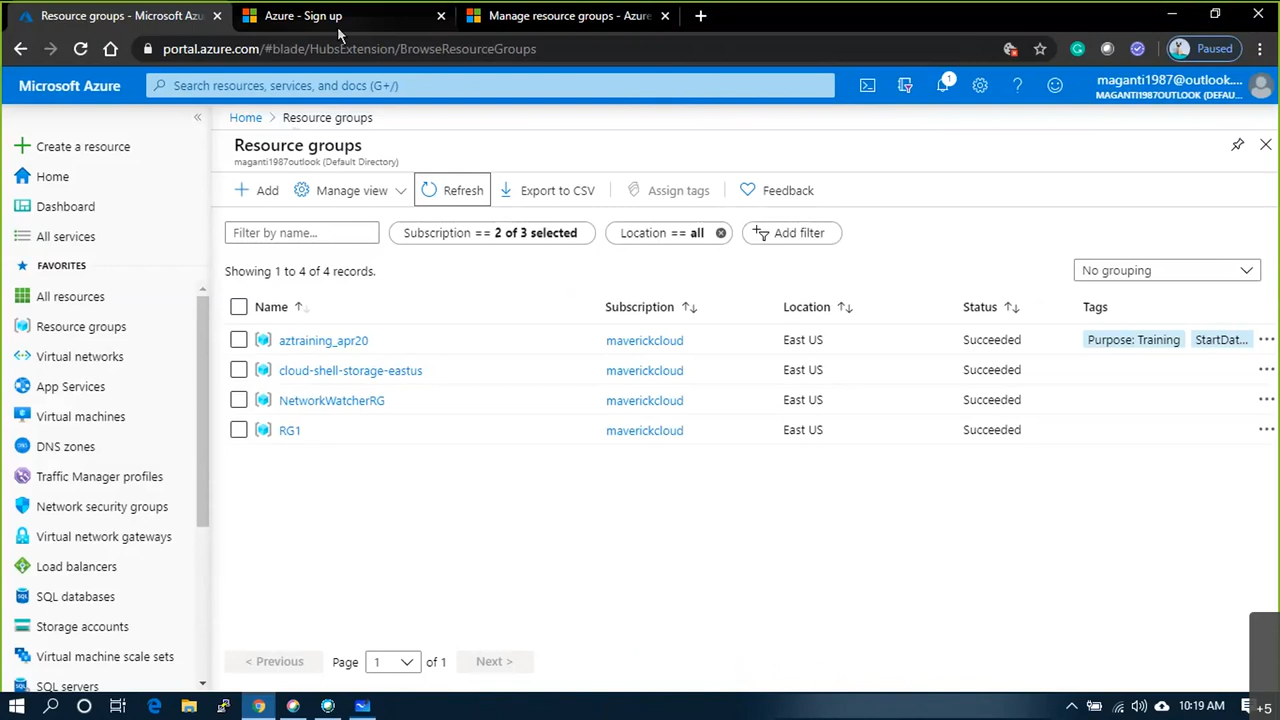 Resource groups - Microsoft Azu
Azure - Sign up
Manage resource groups - Azure
portal.azure.com/#blade/HubsExtension/BrowseResourceGroups
Paused
Microsoft Azure
Search resources, services, and docs (G+/)
1
maganti1987@outlook....
MAGANTI1987OUTLOOK (DEFAU...
Home > Resource groups
Resource groups
maganti1987outlook (Default Directory)
Add
Manage view
Refresh
Export to CSV
Assign tags
Feedback
Filter by name...
Subscription == 2 of 3 selected
Location == all
Add filter
Showing 1 to 4 of 4 records.
No grouping
Name Subscription Location Status Tags
aztraining_apr20 maverickcloud East US Succeeded Purpose: Training StartDat...
cloud-shell-storage-eastus maverickcloud East US Succeeded
NetworkWatcherRG maverickcloud East US Succeeded
RG1 maverickcloud East US Succeeded
< Previous Page 1 of 1 Next >
Create a resource
Home
Dashboard
All services
FAVORITES
All resources
Resource groups
Virtual networks
App Services
Virtual machines
DNS zones
Traffic Manager profiles
Network security groups
Virtual network gateways
Load balancers
SQL databases
Storage accounts
Virtual machine scale sets
SQL servers
10:19 AM
+5